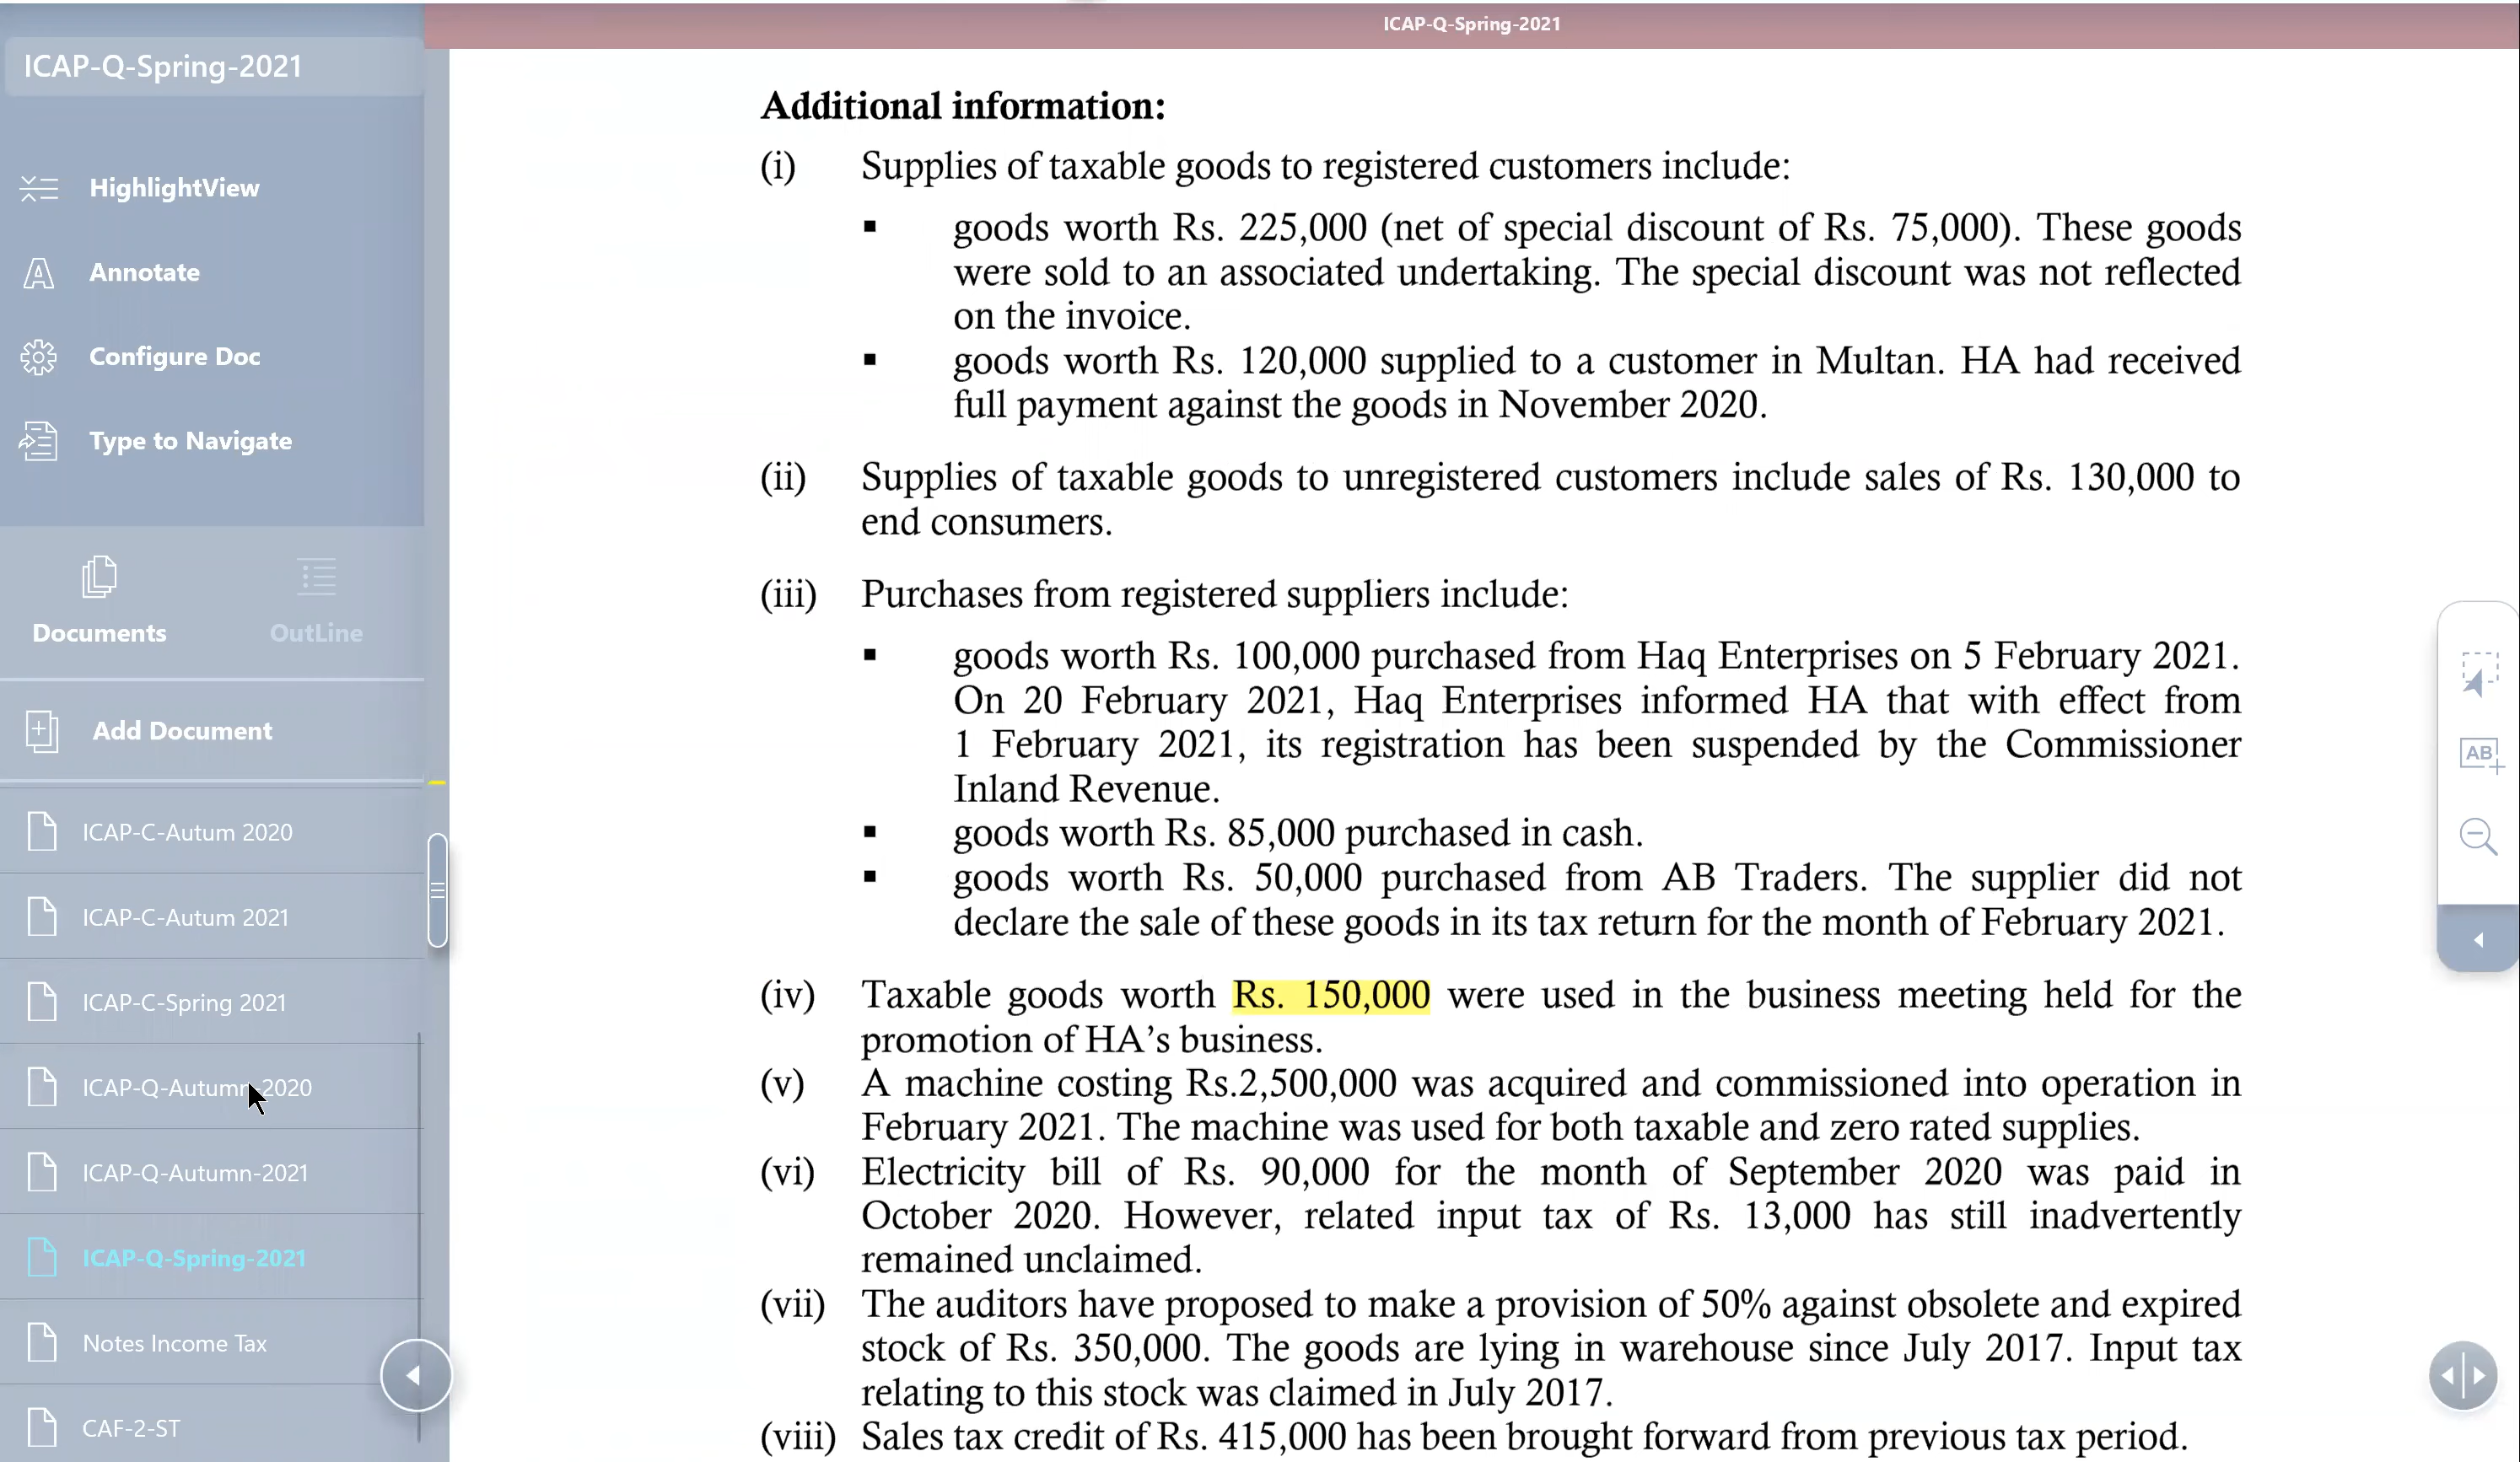 ICAP-Q-Spring-2021
ICAP-Q-Spring-2021
HighlightView
Annotate
Configure Doc
Type to Navigate
Documents
OutLine
Add Document
ICAP-C-Autum 2020
ICAP-C-Autum 2021
ICAP-C-Spring 2021
ICAP-Q-Autumn-2020
ICAP-Q-Autumn-2021
ICAP-Q-Spring-2021
Notes Income Tax
CAF-2-ST
Additional information:
(i) Supplies of taxable goods to registered customers include:
▪ goods worth Rs. 225,000 (net of special discount of Rs. 75,000). These goods
were sold to an associated undertaking. The special discount was not reflected
on the invoice.
▪ goods worth Rs. 120,000 supplied to a customer in Multan. HA had received
full payment against the goods in November 2020.
(ii) Supplies of taxable goods to unregistered customers include sales of Rs. 130,000 to
end consumers.
(iii) Purchases from registered suppliers include:
▪ goods worth Rs. 100,000 purchased from Haq Enterprises on 5 February 2021.
On 20 February 2021, Haq Enterprises informed HA that with effect from
1 February 2021, its registration has been suspended by the Commissioner
Inland Revenue.
▪ goods worth Rs. 85,000 purchased in cash.
▪ goods worth Rs. 50,000 purchased from AB Traders. The supplier did not
declare the sale of these goods in its tax return for the month of February 2021.
(iv) Taxable goods worth Rs. 150,000 were used in the business meeting held for the
promotion of HA's business.
(v) A machine costing Rs.2,500,000 was acquired and commissioned into operation in
February 2021. The machine was used for both taxable and zero rated supplies.
(vi) Electricity bill of Rs. 90,000 for the month of September 2020 was paid in
October 2020. However, related input tax of Rs. 13,000 has still inadvertently
remained unclaimed.
(vii) The auditors have proposed to make a provision of 50% against obsolete and expired
stock of Rs. 350,000. The goods are lying in warehouse since July 2017. Input tax
relating to this stock was claimed in July 2017.
(viii) Sales tax credit of Rs. 415,000 has been brought forward from previous tax period.
AB